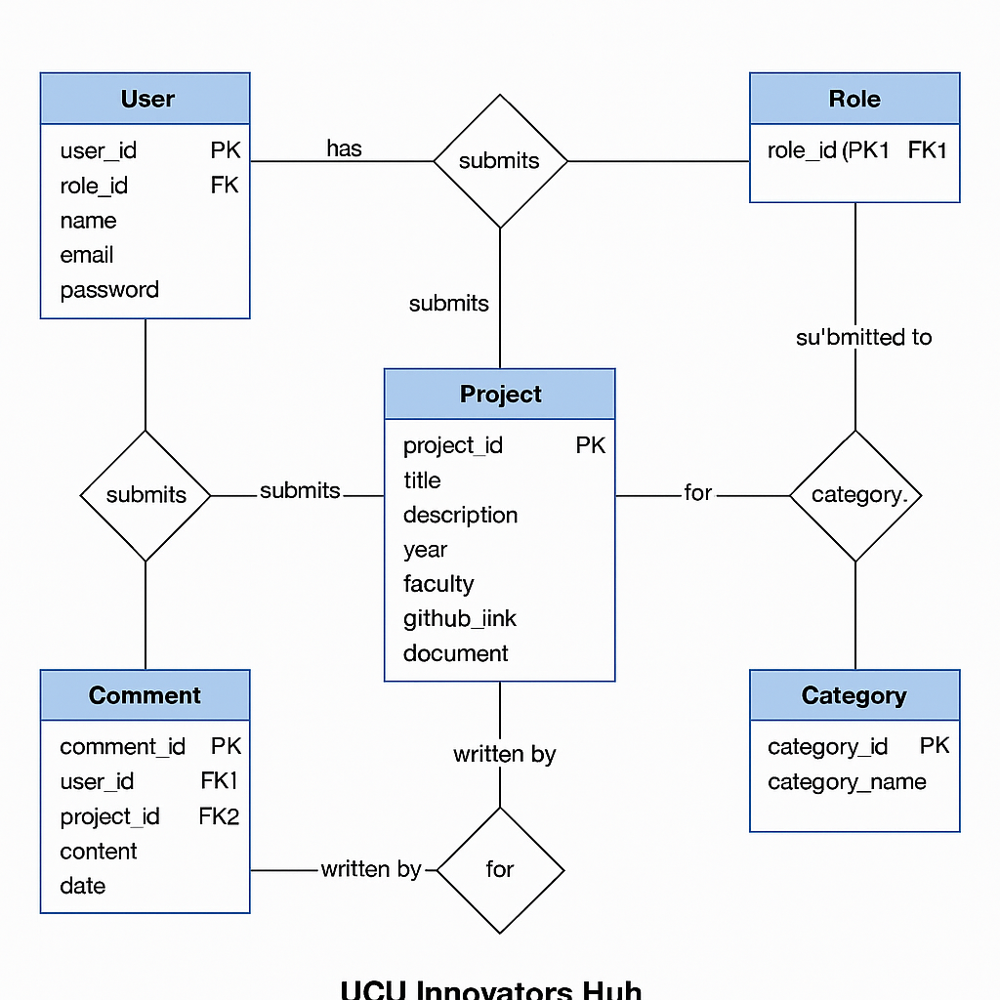 User
user_id PK
role_id FK
name
email
password
has
submits
Role
role_id (PK1 FK1
submits
su'bmitted to
Project
project_id PK
title
description
year
faculty
github_iink
document
submits
submits
for
category.
Comment
comment_id PK
user_id FK1
project_id FK2
content
date
written by
written by
for
Category
category_id PK
category_name
UCU Innovators Hub